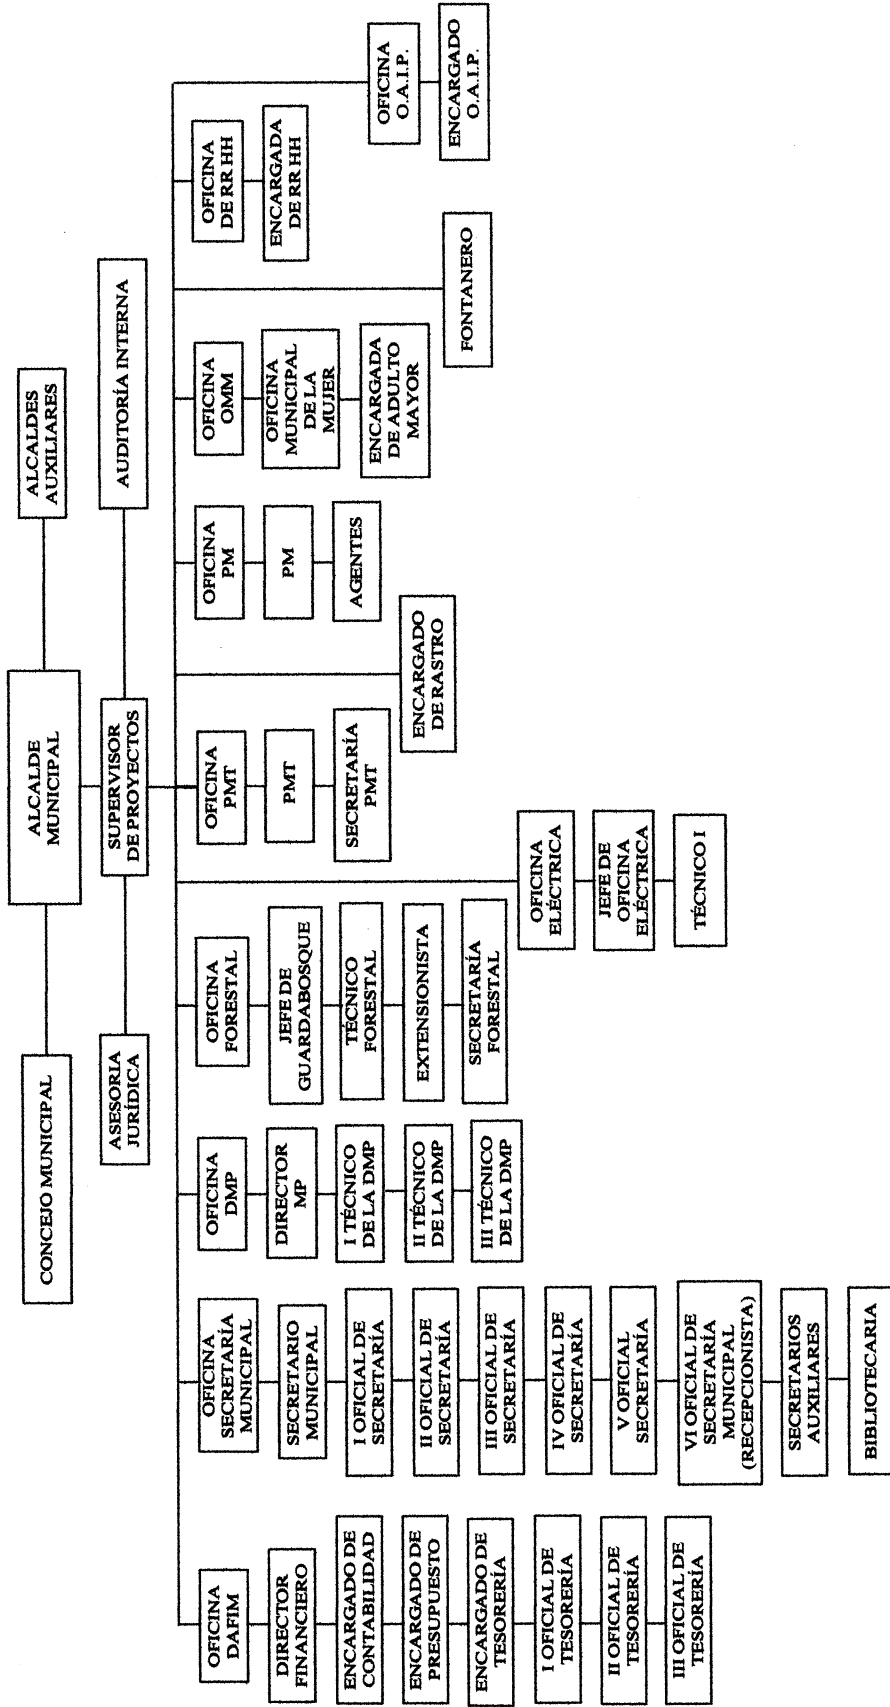 CONCEJO MUNICIPAL
ALCALDE
MUNICIPAL
ALCALDES
AUXILIARES
ASESORIA
JURÍDICA
SUPERVISOR
DE PROYECTOS
AUDITORÍA INTERNA
OFICINA
DAFIM
DIRECTOR
FINANCIERO
ENCARGADO DE
CONTABILIDAD
ENCARGADO DE
PRESUPUESTO
ENCARGADO DE
TESORERÍA
I OFICIAL DE
TESORERÍA
II OFICIAL DE
TESORERÍA
III OFICIAL DE
TESORERÍA
OFICINA
SECRETARÍA
MUNICIPAL
SECRETARIO
MUNICIPAL
I OFICIAL DE
SECRETARÍA
II OFICIAL DE
SECRETARÍA
III OFICIAL DE
SECRETARÍA
IV OFICIAL DE
SECRETARÍA
V OFICIAL
SECRETARÍA
VI OFICIAL DE
SECRETARÍA
MUNICIPAL
(RECEPCIONISTA)
SECRETARIOS
AUXILIARES
BIBLIOTECARIA
OFICINA
DMP
DIRECTOR
MP
I TÉCNICO
DE LA DMP
II TÉCNICO
DE LA DMP
III TÉCNICO
DE LA DMP
OFICINA
FORESTAL
JEFE DE
GUARDABOSQUE
TÉCNICO
FORESTAL
EXTENSIONISTA
SECRETARÍA
FORESTAL
OFICINA
ELÉCTRICA
JEFE DE
OFICINA
ELÉCTRICA
TÉCNICO I
OFICINA
PMT
PMT
SECRETARÍA
PMT
ENCARGADO
DE RASTRO
OFICINA
PM
PM
AGENTES
OFICINA
OMM
OFICINA
MUNICIPAL
DE LA
MUJER
ENCARGADA
DE ADULTO
MAYOR
FONTANERO
OFICINA
DE RR HH
ENCARGADA
DE RR HH
OFICINA
O.A.I.P.
ENCARGADO
O.A.I.P.